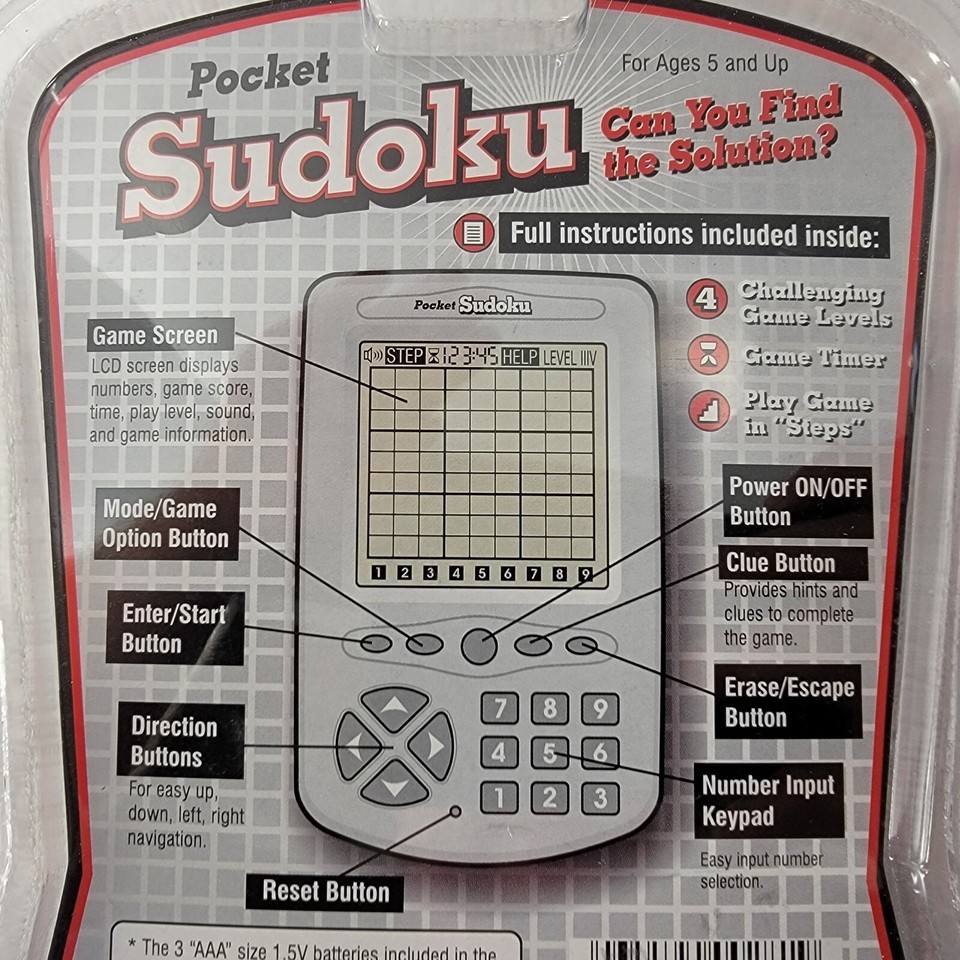 Pocket
Sudoku
For Ages 5 and Up
Can You Find
the Solution?
Full instructions included inside:
4 Challenging
Game Levels
Game Timer
Play Game
in "Steps"
Pocket Sudoku
STEP 12 3:45 HELP LEVEL IIIV
1 2 3 4 5 6 7 8 9
Game Screen
LCD screen displays
numbers, game score,
time, play level, sound,
and game information.
Mode/Game
Option Button
Enter/Start
Button
Direction
Buttons
For easy up,
down, left, right
navigation.
Reset Button
Power ON/OFF
Button
Clue Button
Provides hints and
clues to complete
the game.
Erase/Escape
Button
7 8 9
4 5 6
1 2 3
Number Input
Keypad
Easy input number
selection.
* The 3 "AAA" size 1.5V batteries included in the